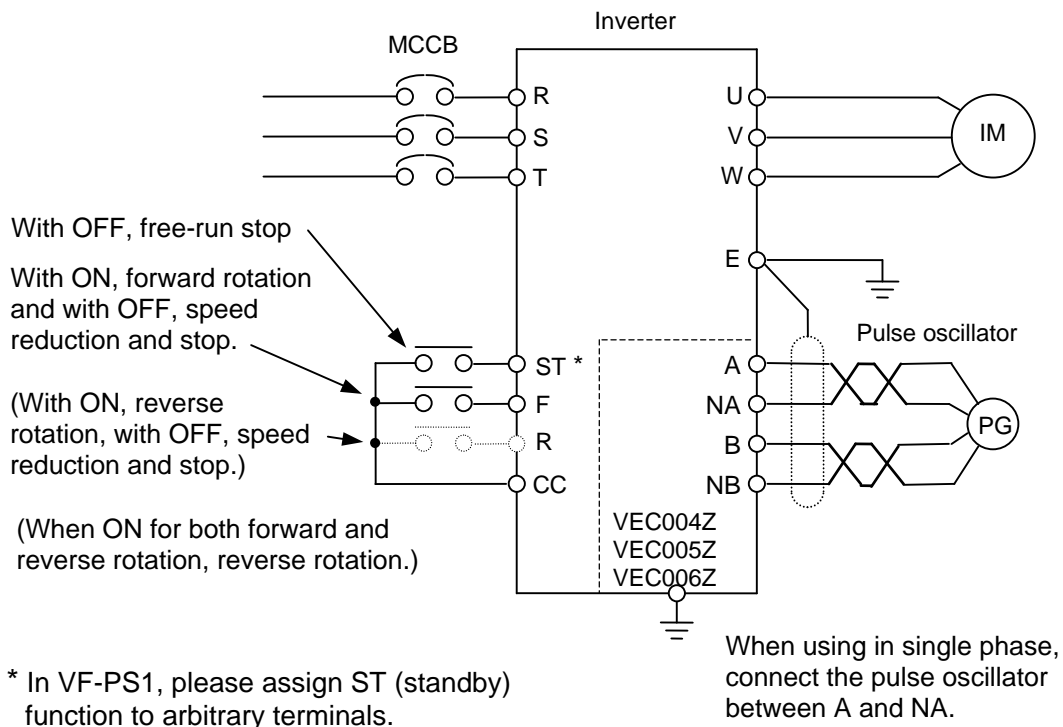 Inverter
MCCB
R
S
T
U
V
W
IM
With OFF, free-run stop
With ON, forward rotation
and with OFF, speed
reduction and stop.
(With ON, reverse
rotation, with OFF, speed
reduction and stop.)
(When ON for both forward and
reverse rotation, reverse rotation.)
ST *
F
R
CC
E
Pulse oscillator
A
NA
B
NB
PG
VEC004Z
VEC005Z
VEC006Z
* In VF-PS1, please assign ST (standby)
function to arbitrary terminals.
When using in single phase,
connect the pulse oscillator
between A and NA.